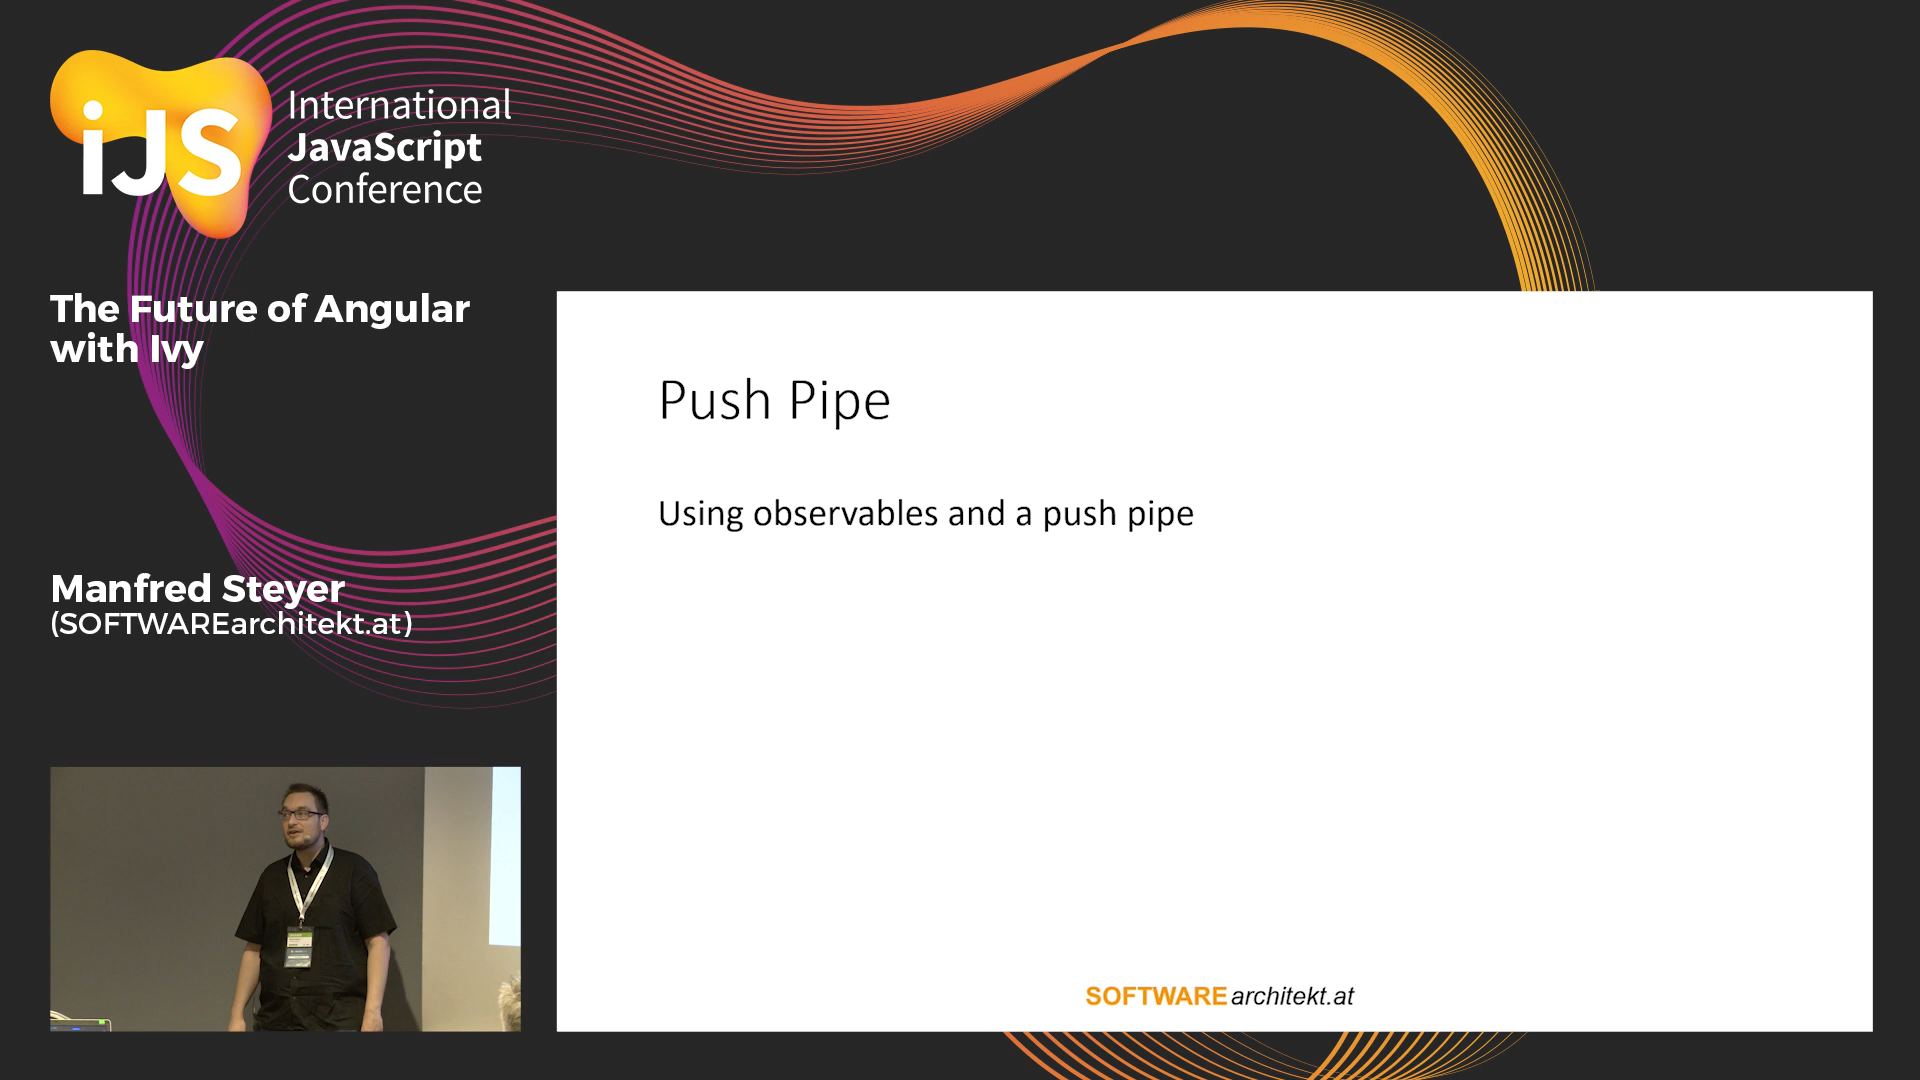 iJS
International
JavaScript
Conference
The Future of Angular
with Ivy
Manfred Steyer
(SOFTWAREarchitekt.at)
Push Pipe
Using observables and a push pipe
SOFTWAREarchitekt.at